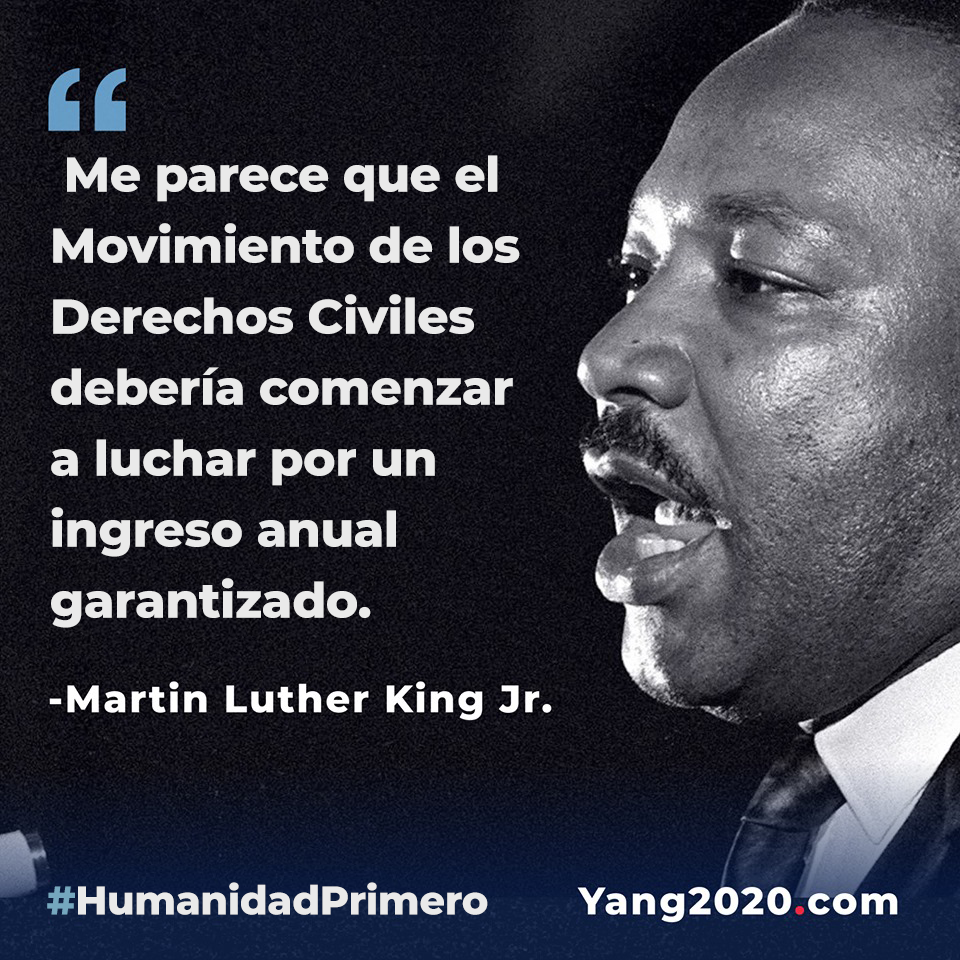 “
Me parece que el
Movimiento de los
Derechos Civiles
debería comenzar
a luchar por un
ingreso anual
garantizado.
-Martin Luther King Jr.
#HumanidadPrimero
Yang2020.com